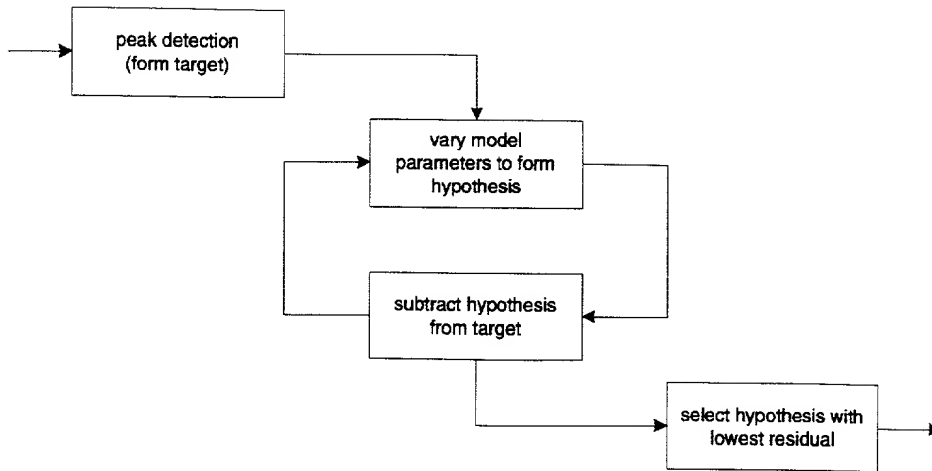 peak detection
(form target)
vary model
parameters to form
hypothesis
subtract hypothesis
from target
select hypothesis with
lowest residual